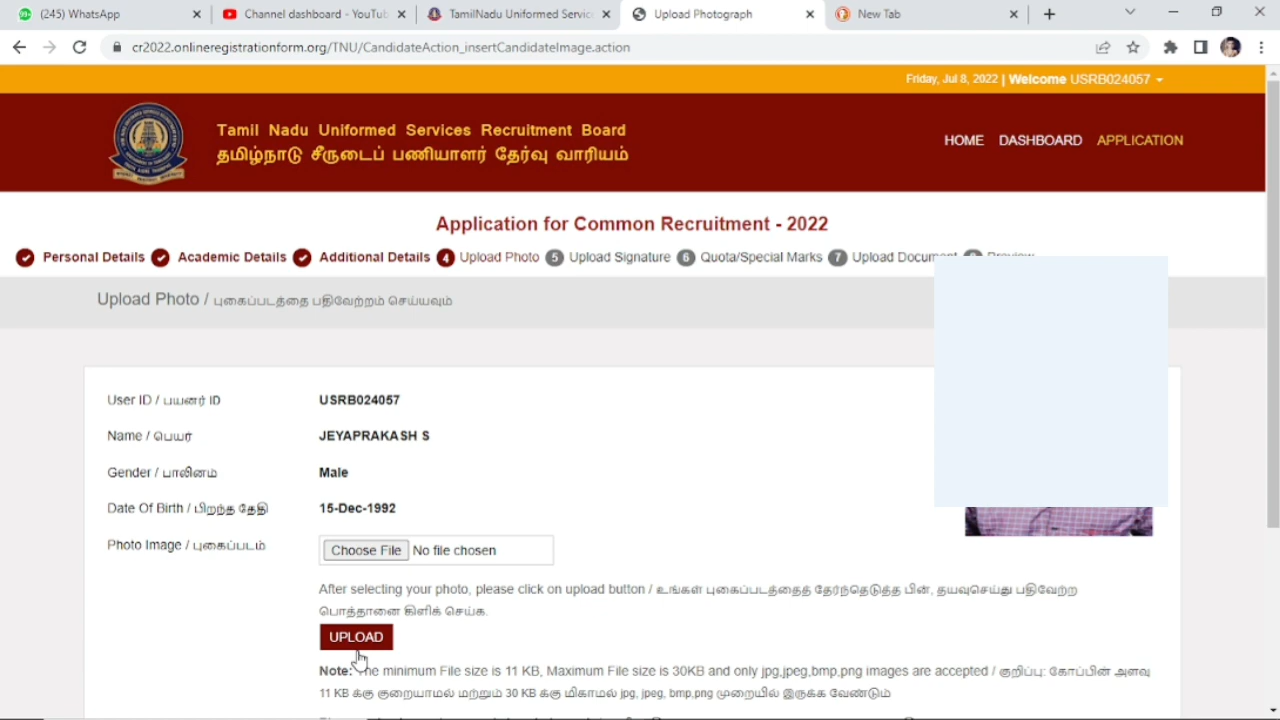 (245) WhatsApp
Channel dashboard - YouTub
TamilNadu Uniformed Servic
Upload Photograph
New Tab
cr2022.onlineregistrationform.org/TNU/CandidateAction_insertCandidateImage.action
Friday, Jul 8, 2022 | Welcome USRB024057
Tamil Nadu Uniformed Services Recruitment Board
தமிழ்நாடு சீருடைப் பணியாளர் தேர்வு வாரியம்
HOME DASHBOARD APPLICATION
Application for Common Recruitment - 2022
Personal Details Academic Details Additional Details 4 Upload Photo 5 Upload Signature 6 Quota/Special Marks 7 Upload Document Preview
Upload Photo / புகைப்படத்தை பதிவேற்றம் செய்யவும்
User ID / பயனர் ID USRB024057
Name / பெயர் JEYAPRAKASH S
Gender / பாலினம் Male
Date Of Birth / பிறந்த தேதி 15-Dec-1992
Photo Image / புகைப்படம் Choose File No file chosen
After selecting your photo, please click on upload button / உங்கள் புகைப்படத்தைத் தேர்ந்தெடுத்த பின், தயவுசெய்து பதிவேற்ற
பொத்தானை கிளிக் செய்க.
UPLOAD
Note: The minimum File size is 11 KB, Maximum File size is 30KB and only jpg,jpeg,bmp,png images are accepted / குறிப்பு: கோப்பின் அளவு
11 KB க்கு குறையாமல் மற்றும் 30 KB க்கு மிகாமல் jpg, jpeg, bmp,png முறையில் இருக்க வேண்டும்